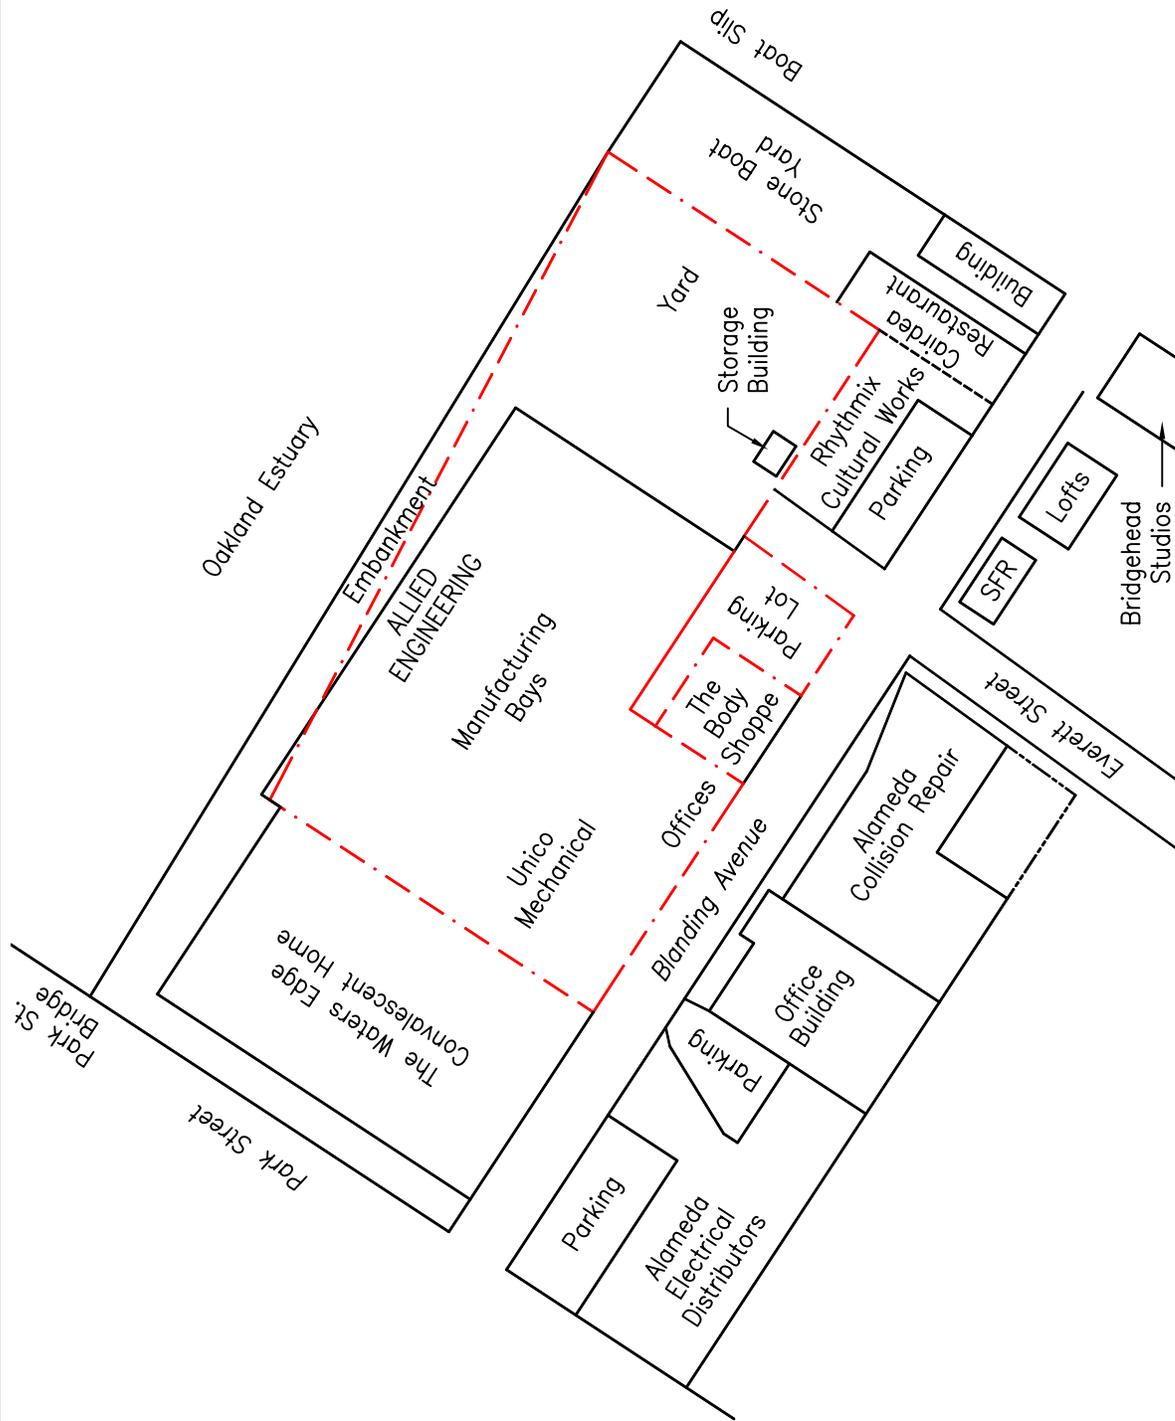 Boat Slip
Stone Boat
Yard
Building
Cairdea
Restaurant
Yard
Storage
Building
Rhythmix
Cultural Works
Parking
Oakland Estuary
Embankment
ALLIED
ENGINEERING
Manufacturing
Bays
Parking
Lot
The
Body
Shoppe
Lofts
SFR
Bridgehead
Studios
Everett Street
Offices
Unico
Mechanical
Blanding Avenue
Alameda
Collision Repair
Office
Building
Parking
The Waters Edge
Convalescent Home
Park St.
Bridge
Park Street
Parking
Alameda
Electrical
Distributors